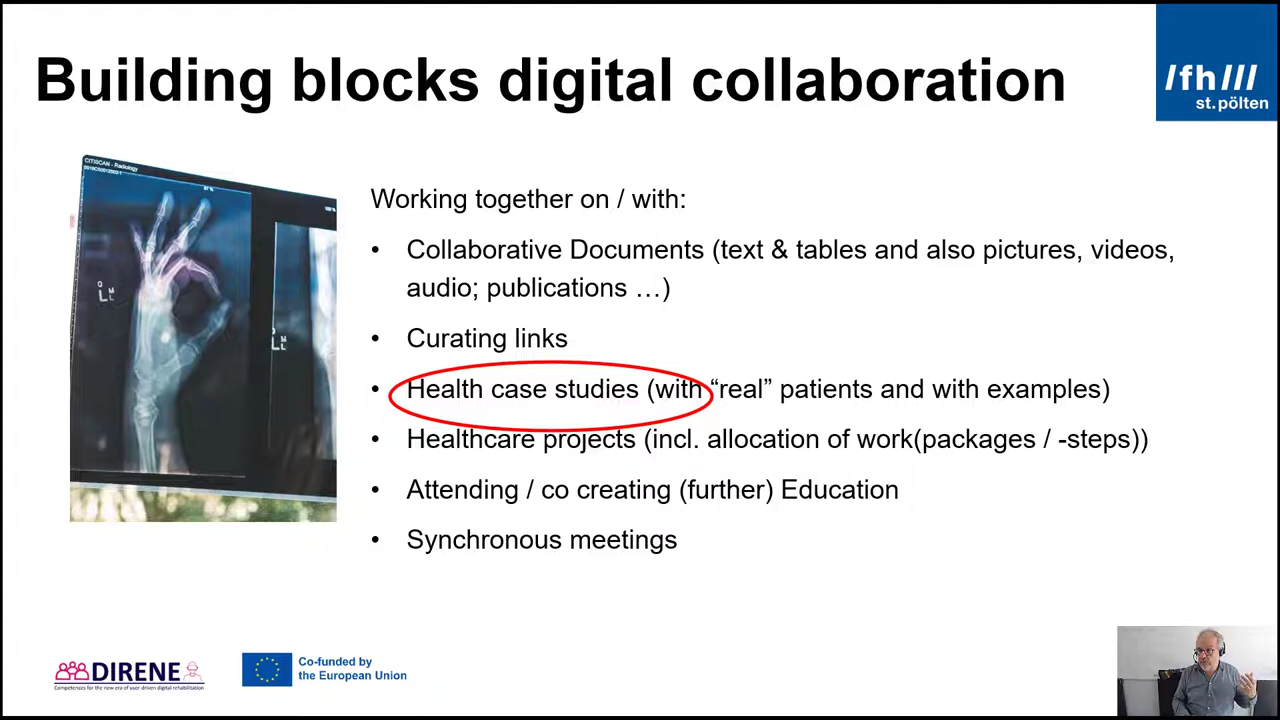 Building blocks digital collaboration
/fh///
st.pölten
CITISCAN - Radiology
Working together on / with:
• Collaborative Documents (text & tables and also pictures, videos,
audio; publications …)
• Curating links
• Health case studies (with “real” patients and with examples)
• Healthcare projects (incl. allocation of work(packages / -steps))
• Attending / co creating (further) Education
• Synchronous meetings
DIRENE
Competences for the new era of user driven digital rehabilitation
Co-funded by
the European Union